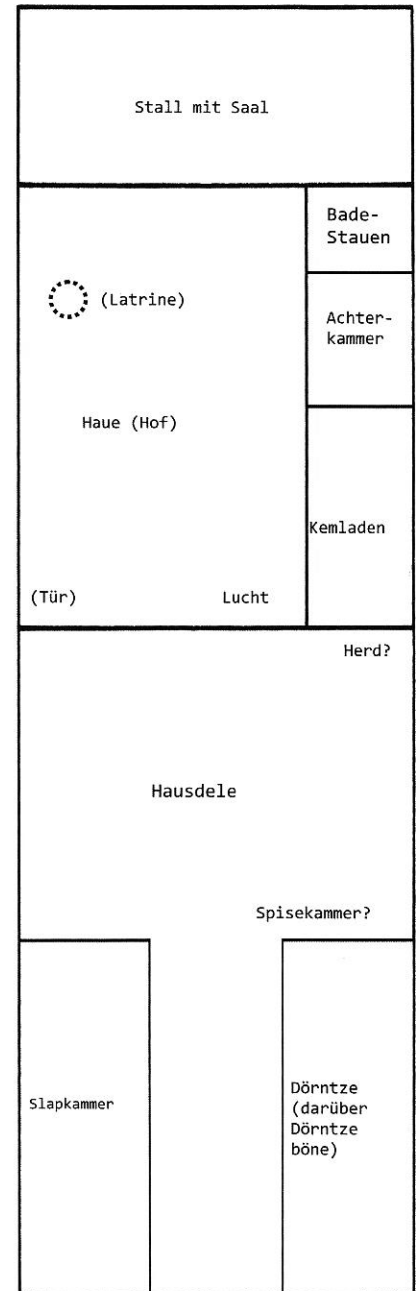 Stall mit Saal
Bade-
Stauen
(Latrine)
Achter-
kammer
Haue (Hof)
Kemladen
(Tür)
Lucht
Herd?
Hausdele
Spisekammer?
Slapkammer
Dörntze
(darüber
Dörntze
böne)